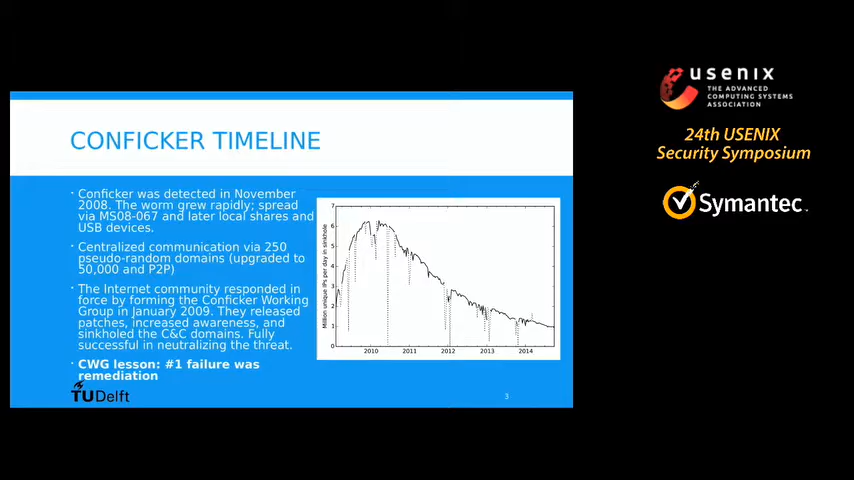 CONFICKER TIMELINE
Conficker was detected in November
2008. The worm grew rapidly; spread
via MS08-067 and later local shares and
USB devices.
Centralized communication via 250
pseudo-random domains (upgraded to
50,000 and P2P)
The Internet community responded in
force by forming the Conficker Working
Group in January 2009. They released
patches, increased awareness, and
sinkholed the C&C domains. Fully
successful in neutralizing the threat.
CWG lesson: #1 failure was
remediation
TUDelft
Million unique IPs per day in sinkhole
7
6
5
4
3
2
1
0
2010 2011 2012 2013 2014
3
usenix
THE ADVANCED
COMPUTING SYSTEMS
ASSOCIATION
24th USENIX
Security Symposium
Symantec.